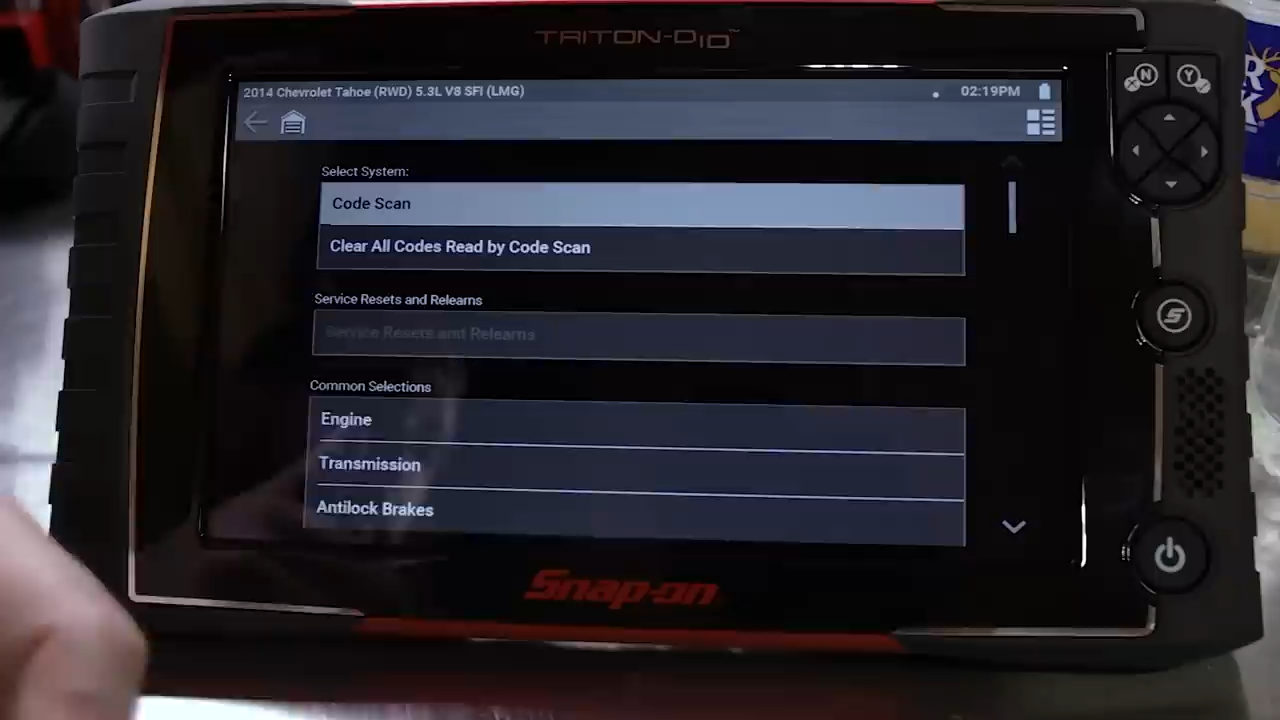 TRITON-D10™
2014 Chevrolet Tahoe (RWD) 5.3L V8 SFI (LMG)
02:19PM
N
Y
Select System:
Code Scan
Clear All Codes Read by Code Scan
Service Resets and Relearns
Service Resets and Relearns
Common Selections
Engine
Transmission
Antilock Brakes
S
Snap-on